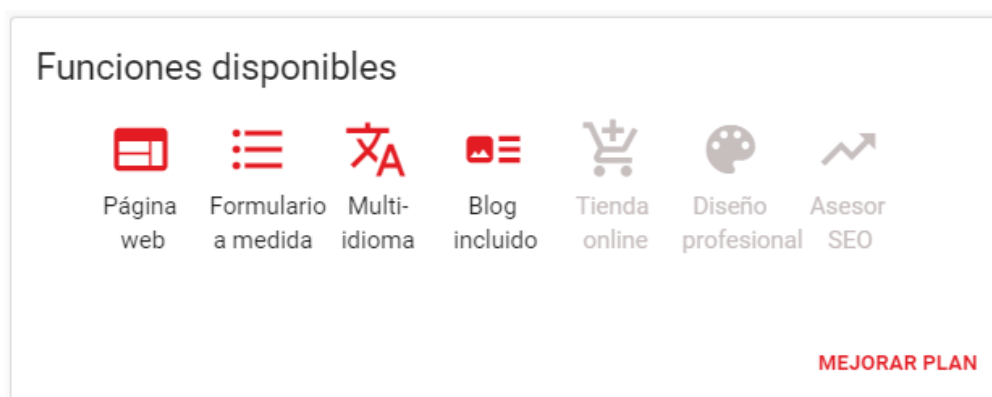 Funciones disponibles
Página Formulario Multi- Blog Tienda Diseño Asesor
web a medida idioma incluido online profesional SEO
MEJORAR PLAN